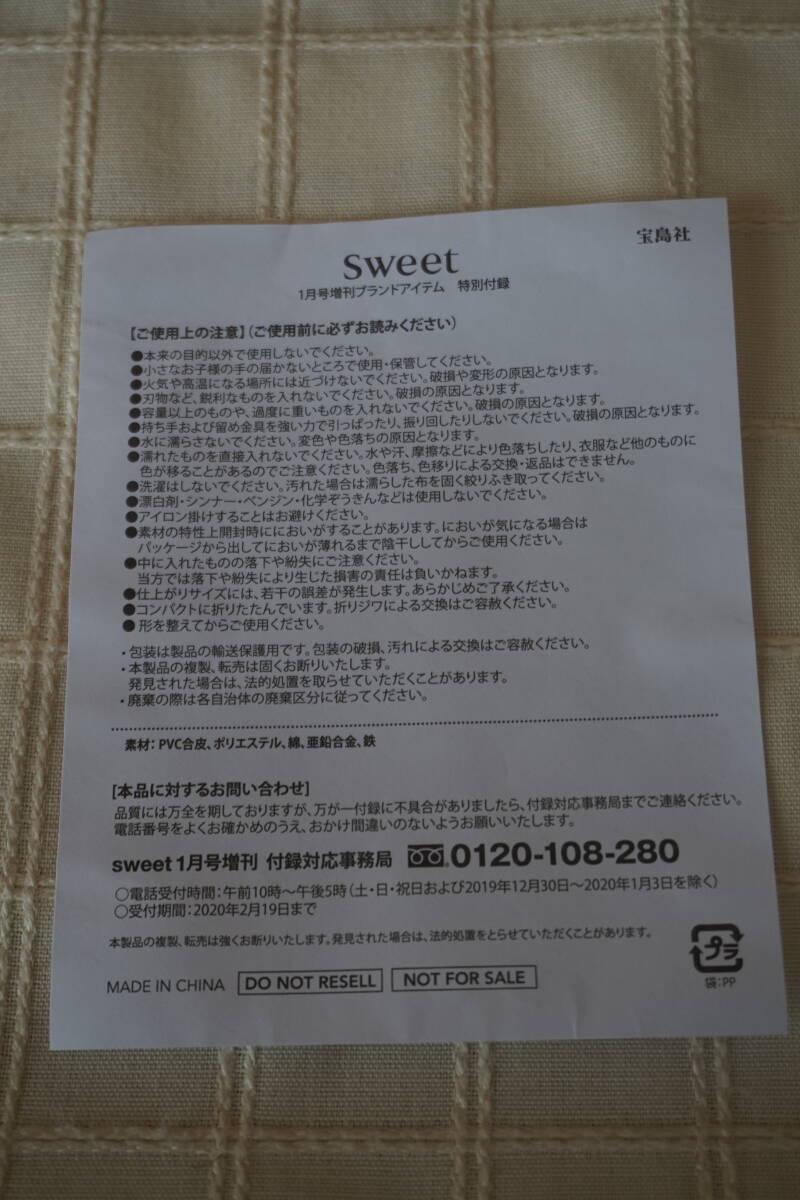 宝島社
sweet
1月号増刊ブランドアイテム 特別付録
【ご使用上の注意】(ご使用前に必ずお読みください)
●本来の目的以外で使用しないでください。
●小さなお子様の手の届かないところで使用・保管してください。
●火気や高温になる場所には近づけないでください。破損や変形の原因となります。
●刃物など、鋭利なものを入れないでください。破損の原因となります。
●容量以上のものや、過度に重いものを入れないでください。破損の原因となります。
●持ち手および留め金具を強い力で引っぱったり、振り回したりしないでください。破損の原因となります。
●水に濡らさないでください。変色や色落ちの原因となります。
●濡れたものを直接入れないでください。水や汗、摩擦などにより色落ちしたり、衣服など他のものに
色が移ることがあるのでご注意ください。色落ち、色移りによる交換・返品はできません。
●洗濯はしないでください。汚れた場合は濡らした布を固く絞りふき取ってください。
●漂白剤・シンナー・ベンジン・化学ぞうきんなどは使用しないでください。
●アイロン掛けすることはお避けください。
●素材の特性上開封時ににおいがすることがあります。においが気になる場合は
パッケージから出してにおいが薄れるまで陰干ししてからご使用ください。
●中に入れたものの落下や紛失にご注意ください。
当方では落下や紛失により生じた損害の責任は負いかねます。
●仕上がりサイズには、若干の誤差が発生します。あらかじめご了承ください。
●コンパクトに折りたたんでいます。折りジワによる交換はご容赦ください。
● 形を整えてからご使用ください。
・包装は製品の輸送保護用です。包装の破損、汚れによる交換はご容赦ください。
・本製品の複製、転売は固くお断りいたします。
発見された場合は、法的処置を取らせていただくことがあります。
・廃棄の際は各自治体の廃棄区分に従ってください。
素材：PVC合皮、ポリエステル、綿、亜鉛合金、鉄
[本品に対するお問い合わせ]
品質には万全を期しておりますが、万が一付録に不具合がありましたら、付録対応事務局までご連絡ください。
電話番号をよくお確かめのうえ、おかけ間違いのないようお願いいたします。
sweet1月号増刊 付録対応事務局 0120-108-280
○電話受付時間：午前10時～午後5時(土・日・祝日および2019年12月30日～2020年1月3日を除く)
○受付期間：2020年2月19日まで
本製品の複製、転売は強くお断りいたします。発見された場合は、法的処置をとらせていただくことがあります。
プラ
袋：PP
MADE IN CHINA DO NOT RESELL NOT FOR SALE